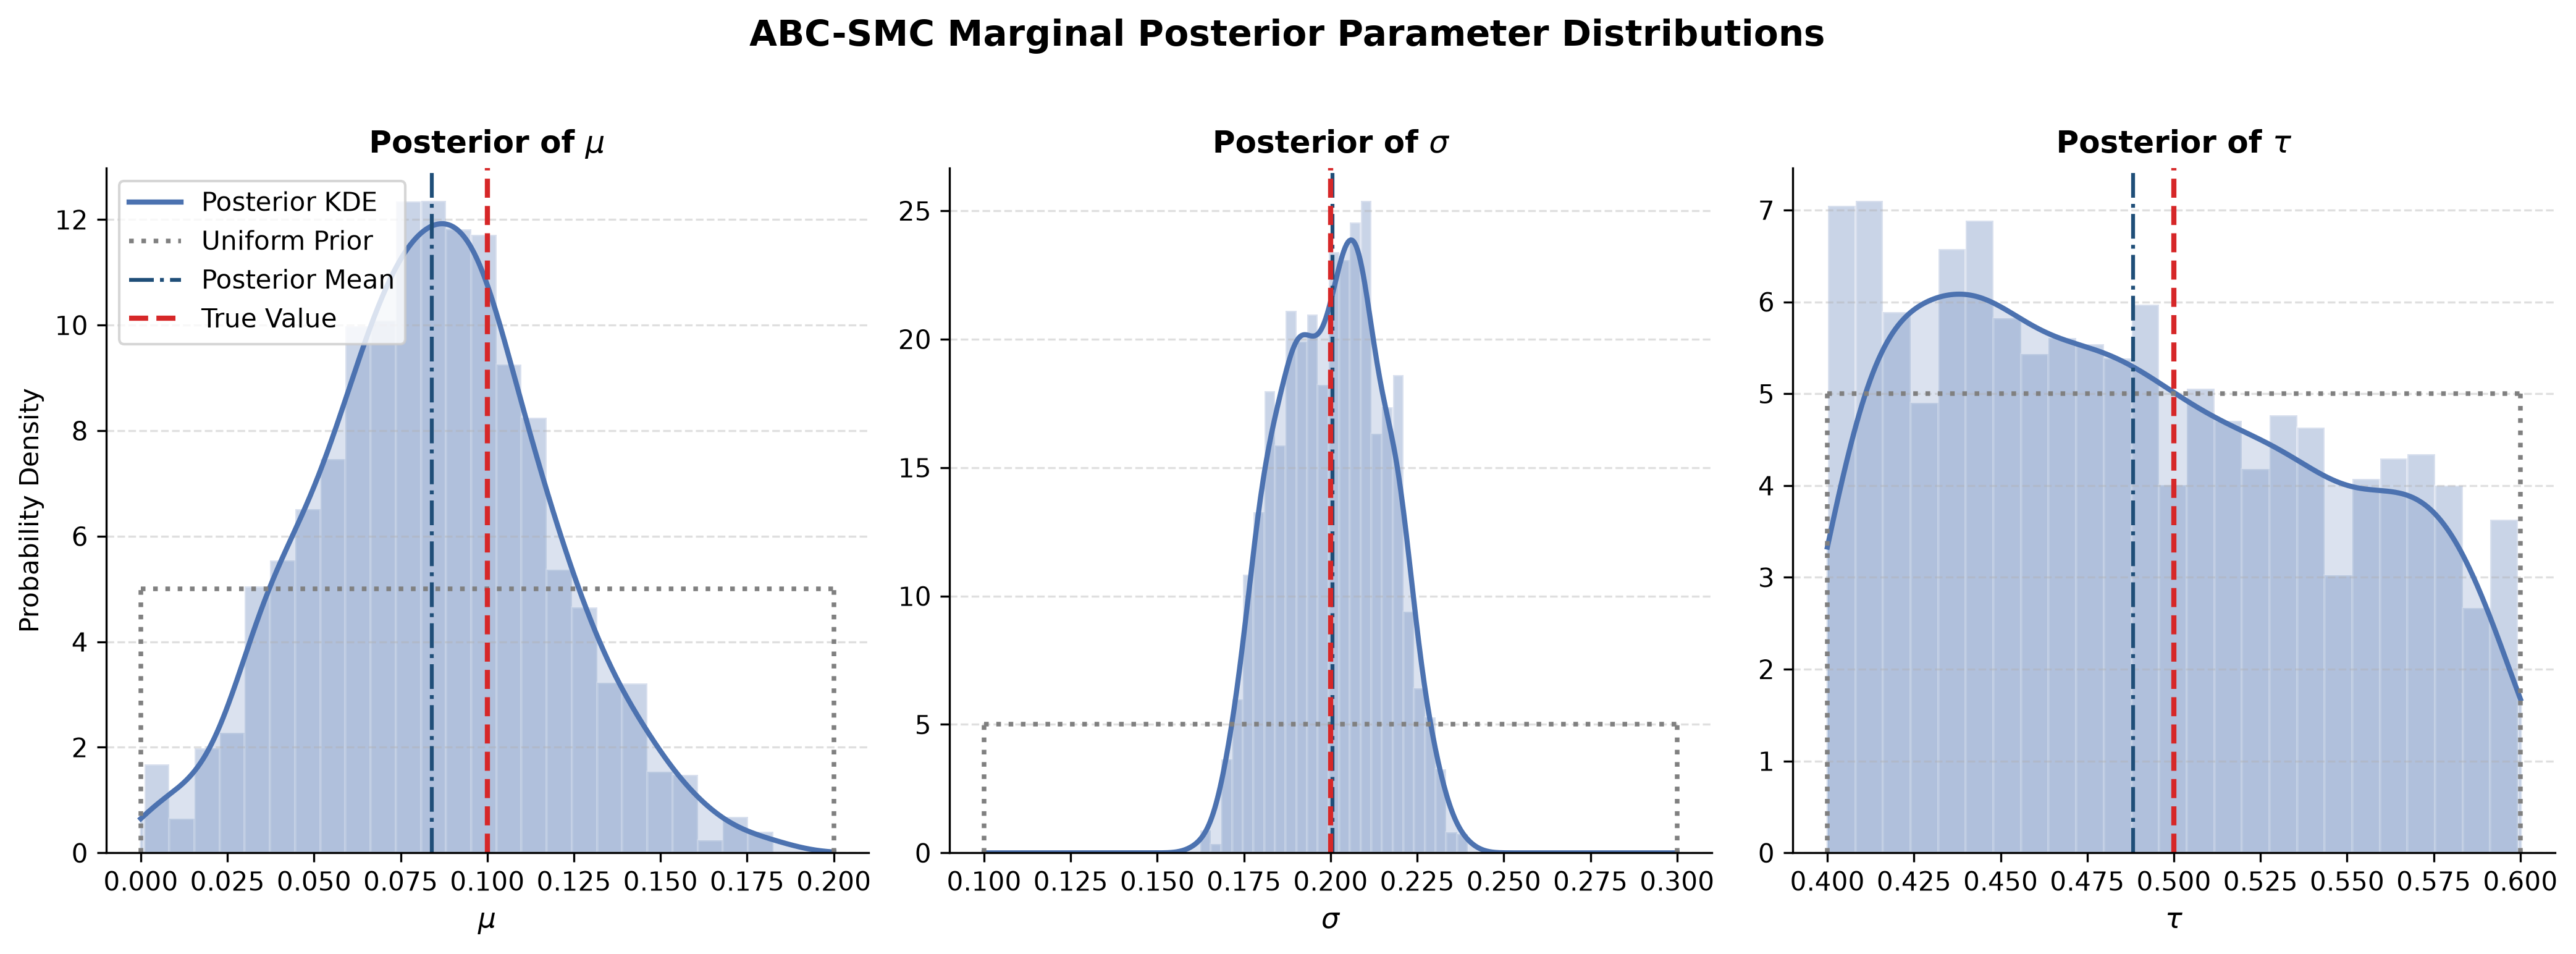 ABC-SMC Marginal Posterior Parameter Distributions
Posterior of μ
Posterior KDE
Uniform Prior
Posterior Mean
True Value
Probability Density
12
10
8
6
4
2
0
0.000 0.025 0.050 0.075 0.100 0.125 0.150 0.175 0.200
μ
Posterior of σ
25
20
15
10
5
0
0.100 0.125 0.150 0.175 0.200 0.225 0.250 0.275 0.300
σ
Posterior of τ
7
6
5
4
3
2
1
0
0.400 0.425 0.450 0.475 0.500 0.525 0.550 0.575 0.600
τ